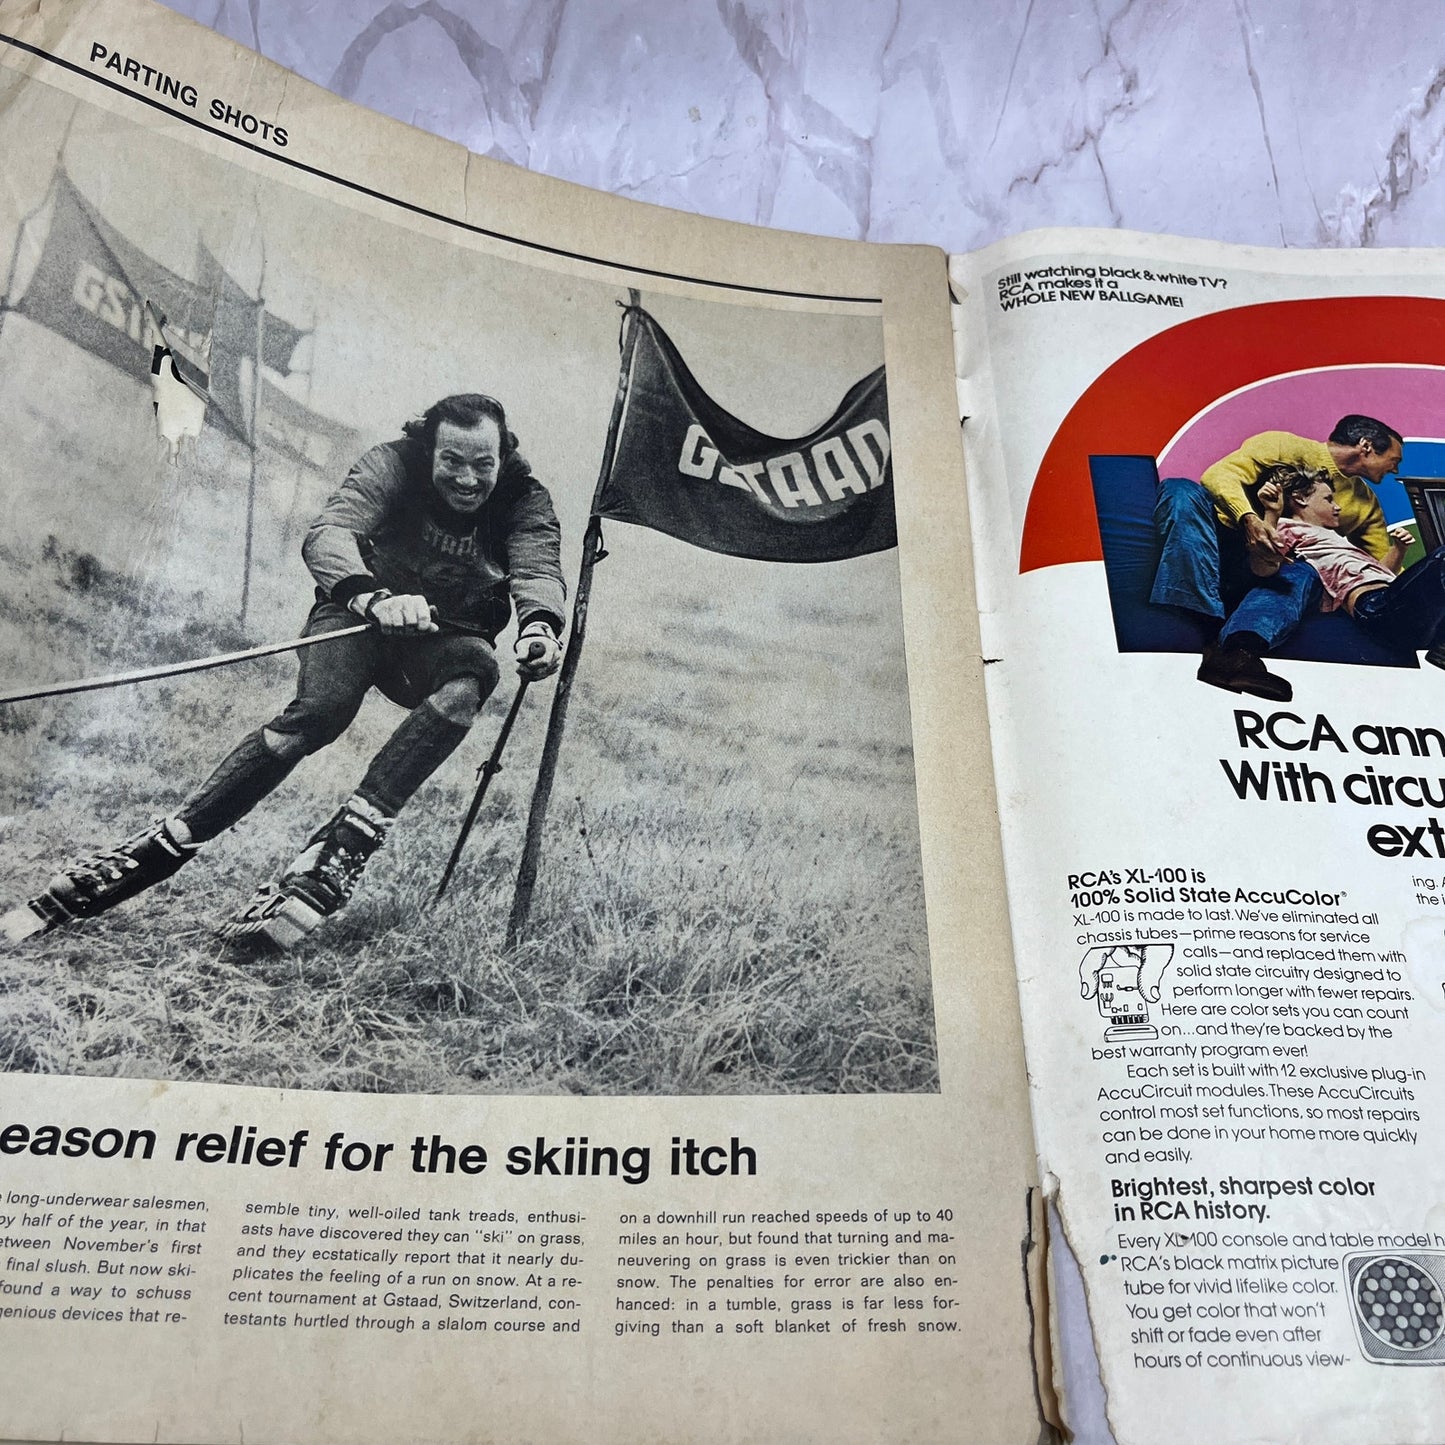 PARTING SHOTS
GSTAAD
eason relief for the skiing itch
long-underwear salesmen,
half of the year, in that
November's first
final slush. But now ski-
found a way to schuss
devices that re-
semble tiny, well-oiled tank treads, enthusi-
asts have discovered they can "ski" on grass,
and they ecstatically report that it nearly du-
plicates the feeling of a run on snow. At a re-
cent tournament at Gstaad, Switzerland, con-
testants hurtled through a slalom course and
on a downhill run reached speeds of up to 40
miles an hour, but found that turning and ma-
neuvering on grass is even trickier than on
snow. The penalties for error are also en-
hanced: in a tumble, grass is far less for-
giving than a soft blanket of fresh snow.
Still watching black & white TV?
RCA makes it a
WHOLE NEW BALLGAME!
RCA ann
With circu
ext
RCA's XL-100 is
100% Solid State AccuColor®
XL-100 is made to last. We've eliminated all
chassis tubes—prime reasons for service
calls—and replaced them with
solid state circuitry designed to
perform longer with fewer repairs.
Here are color sets you can count
on...and they're backed by the
best warranty program ever!
Each set is built with 12 exclusive plug-in
AccuCircuit modules. These AccuCircuits
control most set functions, so most repairs
can be done in your home more quickly
and easily.
Brightest, sharpest color
in RCA history.
Every XL-100 console and table model h
RCA's black matrix picture
tube for vivid lifelike color.
You get color that won't
shift or fade even after
hours of continuous view-
ing.
the